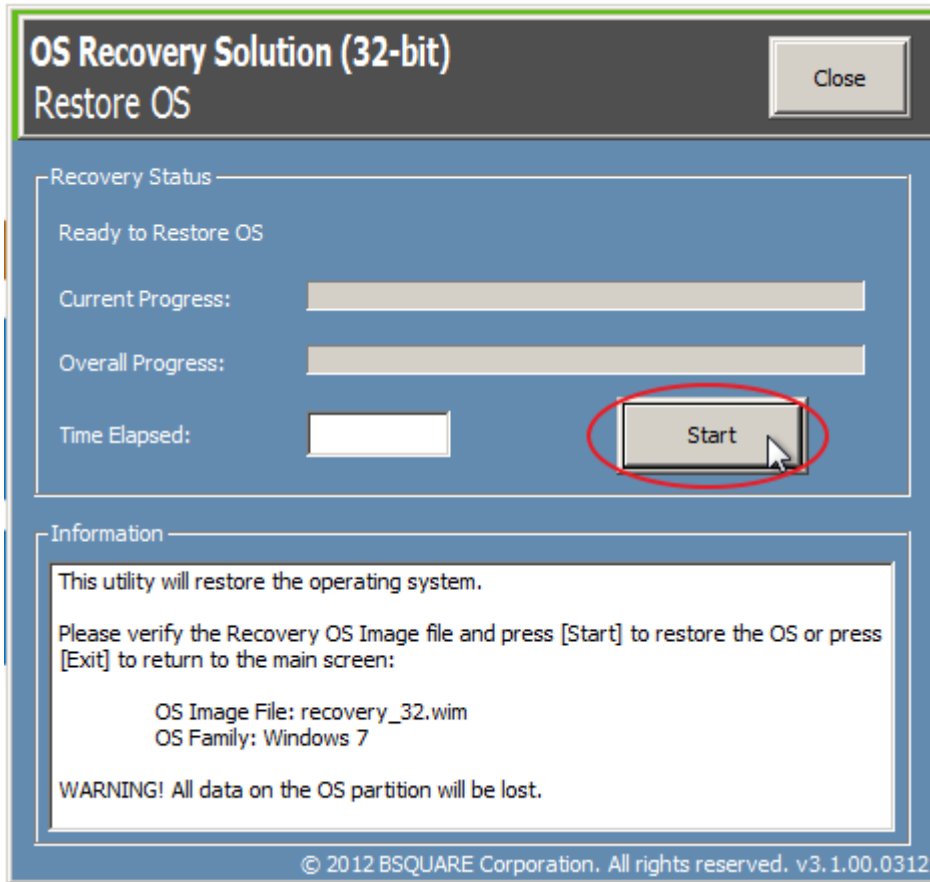 OS Recovery Solution (32-bit)
Restore OS
Close
Recovery Status
Ready to Restore OS
Current Progress:
Overall Progress:
Time Elapsed:
Start
Information
This utility will restore the operating system.
Please verify the Recovery OS Image file and press [Start] to restore the OS or press
[Exit] to return to the main screen:
OS Image File: recovery_32.wim
OS Family: Windows 7
WARNING! All data on the OS partition will be lost.
© 2012 BSQUARE Corporation. All rights reserved. v3.1.00.0312